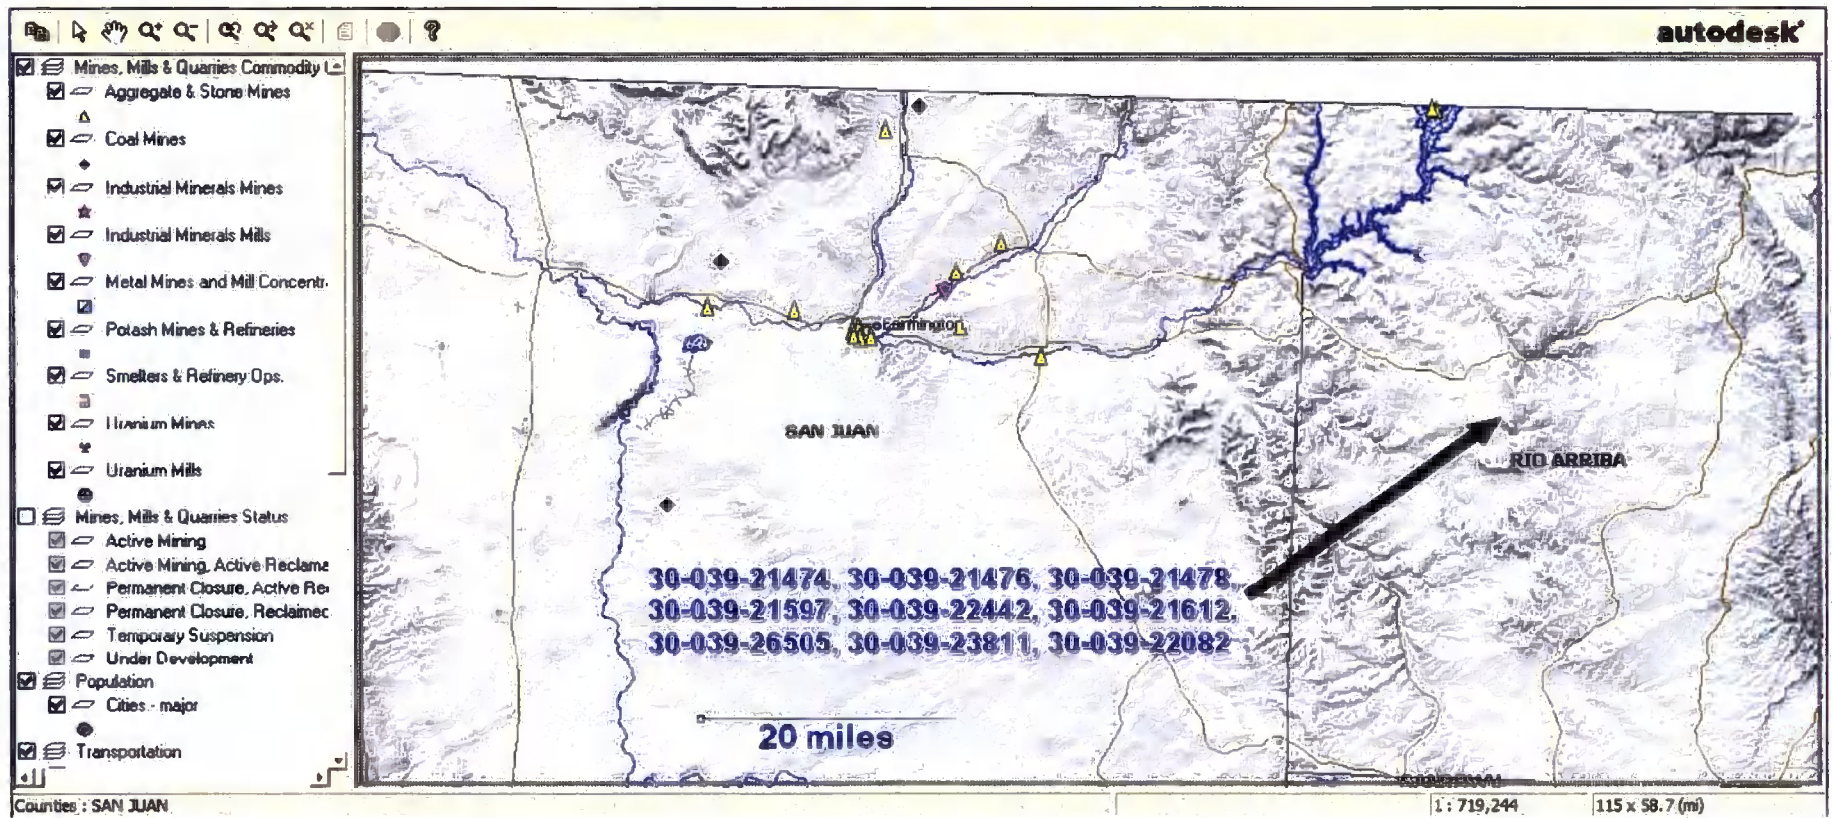 autodesk
Mines, Mills & Quarries Commodity
Aggregate & Stone Mines
Coal Mines
Industrial Minerals Mines
Industrial Minerals Mills
Metal Mines and Mill Concentr
Potash Mines & Refineries
Smelters & Refinery Ops.
Uranium Mines
Uranium Mills
Mines, Mills & Quarries Status
Active Mining
Active Mining, Active Reclama
Permanent Closure, Active Re
Permanent Closure, Reclaimed
Temporary Suspension
Under Development
Population
Cities - major
Transportation
Farmington
SAN JUAN
RIO ARRIBA
30-039-21474, 30-039-21476, 30-039-21478,
30-039-21597, 30-039-22442, 30-039-21612,
30-039-26505, 30-039-23811, 30-039-22082
20 miles
Counties : SAN JUAN
1 : 719,244
115 x 58.7 (mi)